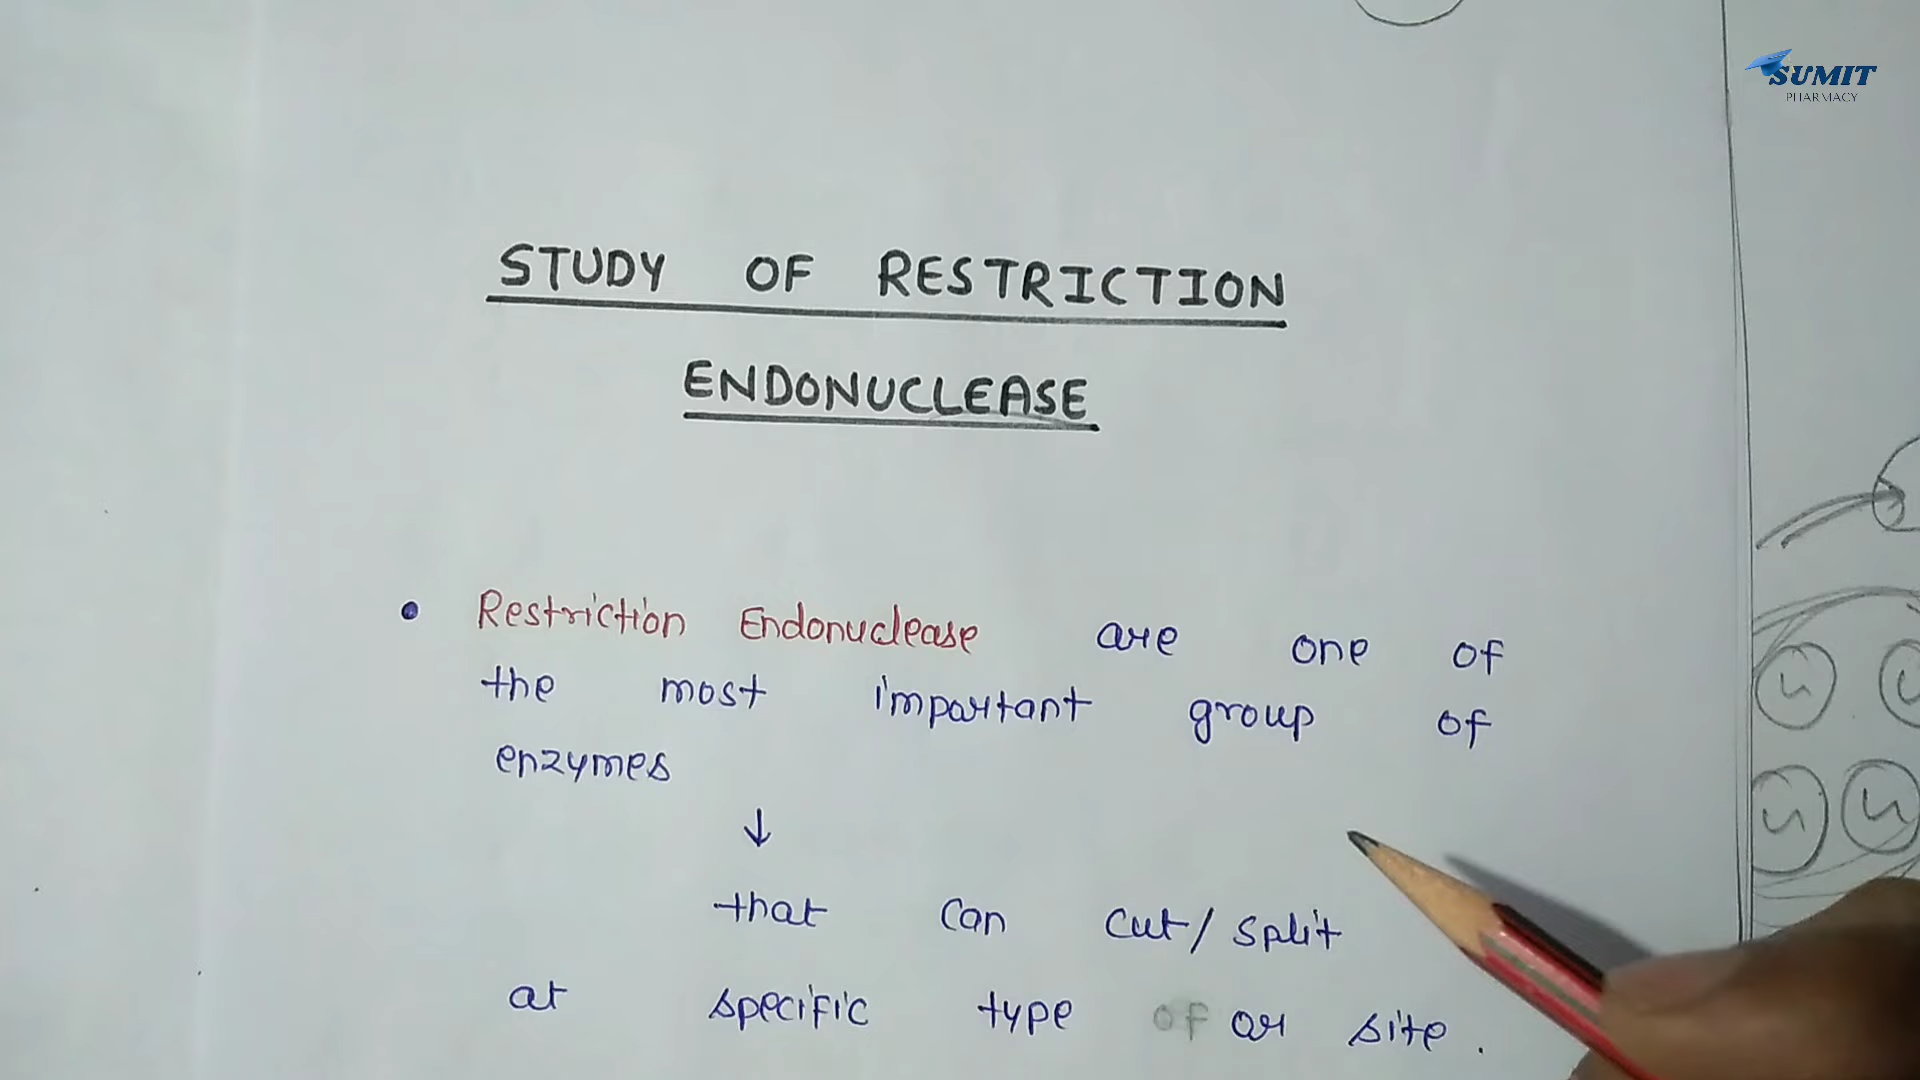 SUMIT
PHARMACY
STUDY OF RESTRICTION
ENDONUCLEASE
• Restriction Endonuclease are one of
the most important group of
enzymes
↓
that can cut/split
at specific type of or site.